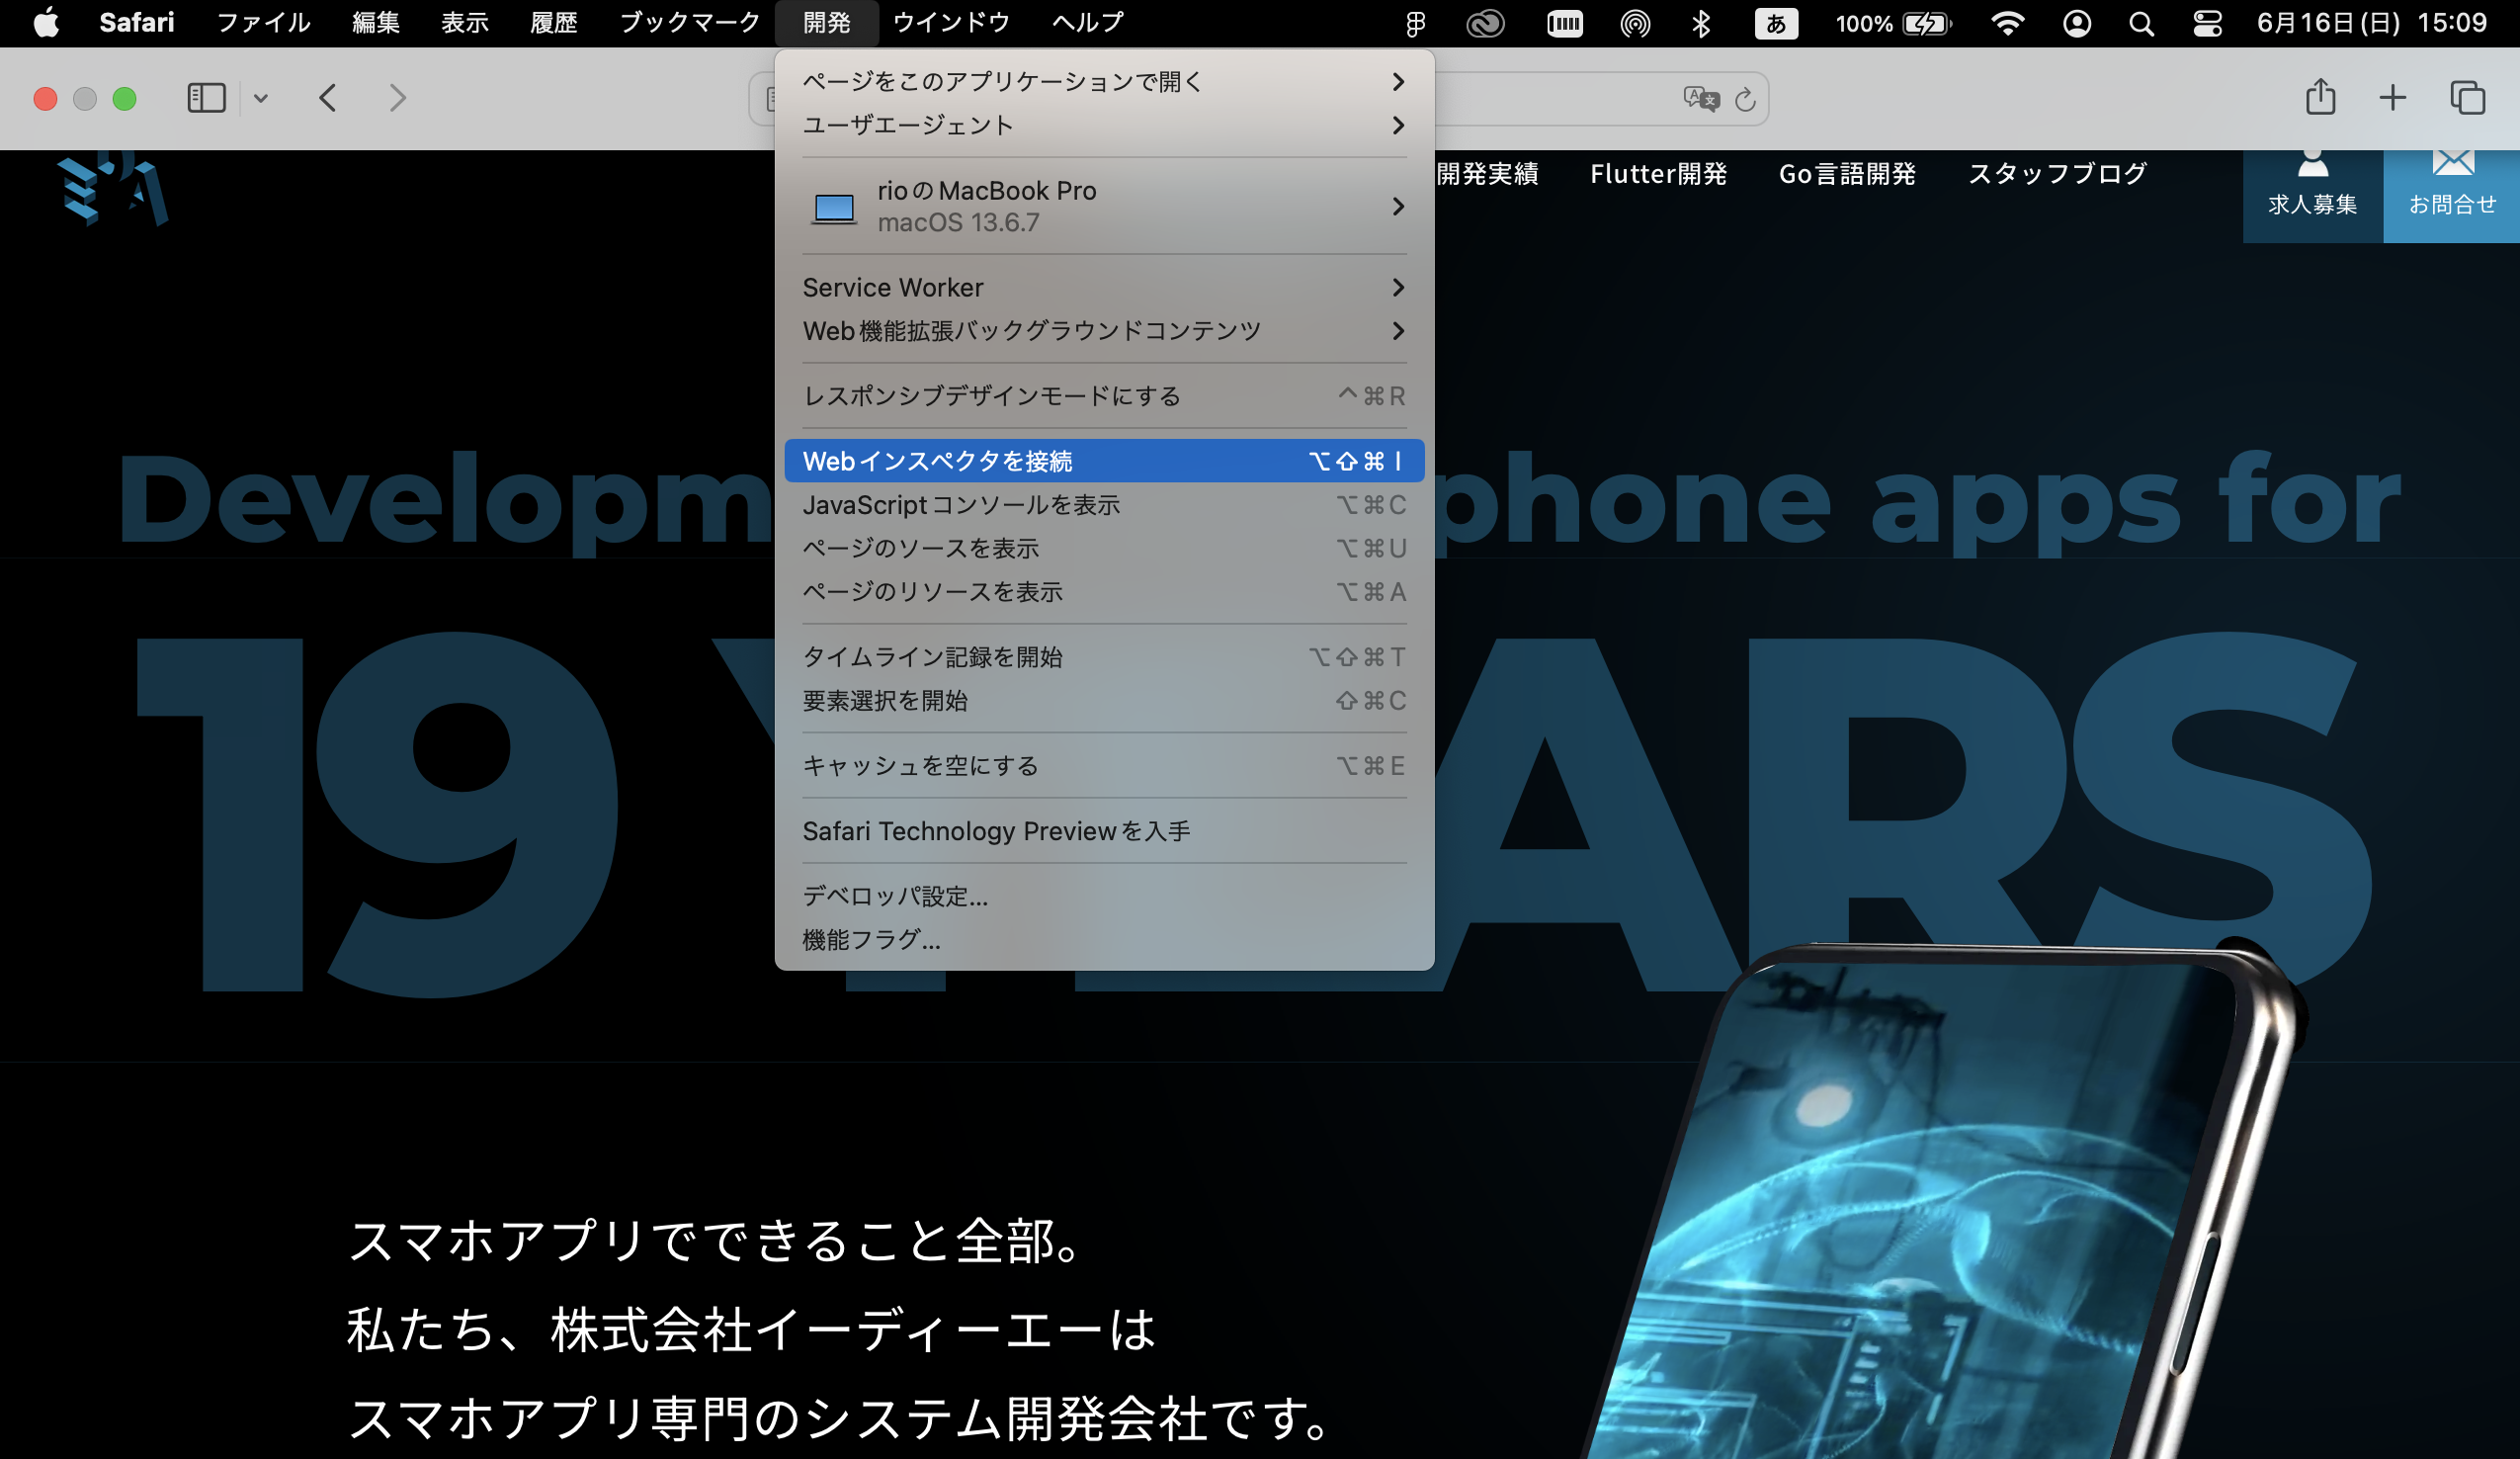 Safari ファイル 編集 表示 履歴 ブックマーク 開発 ウインドウ ヘルプ あ 100% 6月16日(日) 15:09
ページをこのアプリケーションで開く
ユーザエージェント
rioのMacBook Pro
macOS 13.6.7
Service Worker
Web機能拡張バックグラウンドコンテンツ
レスポンシブデザインモードにする ^⌘R
Webインスペクタを接続 ⌥⇧⌘I
JavaScriptコンソールを表示 ⌥⌘C
ページのソースを表示 ⌥⌘U
ページのリソースを表示 ⌥⌘A
タイムライン記録を開始 ⌥⇧⌘T
要素選択を開始 ⇧⌘C
キャッシュを空にする ⌥⌘E
Safari Technology Previewを入手
デベロッパ設定...
機能フラグ...
開発実績 Flutter開発 Go言語開発 スタッフブログ 求人募集 お問合せ
Developm phone apps for
19 Y ARS
スマホアプリでできること全部。
私たち、株式会社イーディーエーは
スマホアプリ専門のシステム開発会社です。